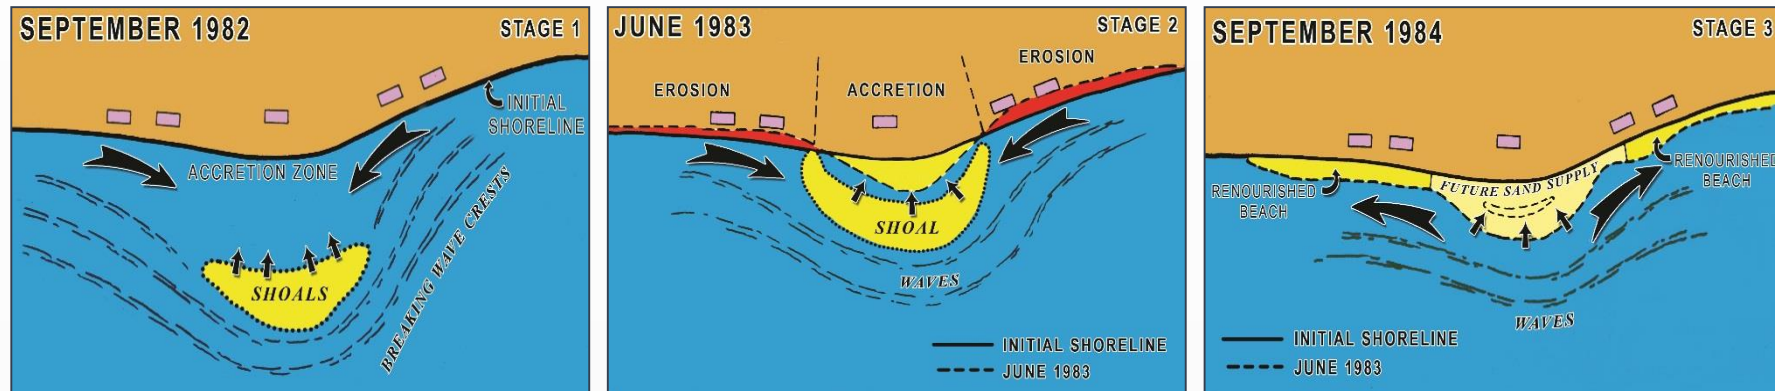 SEPTEMBER 1982
STAGE 1
INITIAL
SHORELINE
ACCRETION ZONE
SHOALS
BREAKING WAVE CRESTS
JUNE 1983
STAGE 2
EROSION
EROSION
ACCRETION
SHOAL
WAVES
INITIAL SHORELINE
JUNE 1983
SEPTEMBER 1984
STAGE 3
RENOURISHED
BEACH
FUTURE SAND SUPPLY
RENOURISHED
BEACH
WAVES
INITIAL SHORELINE
JUNE 1983